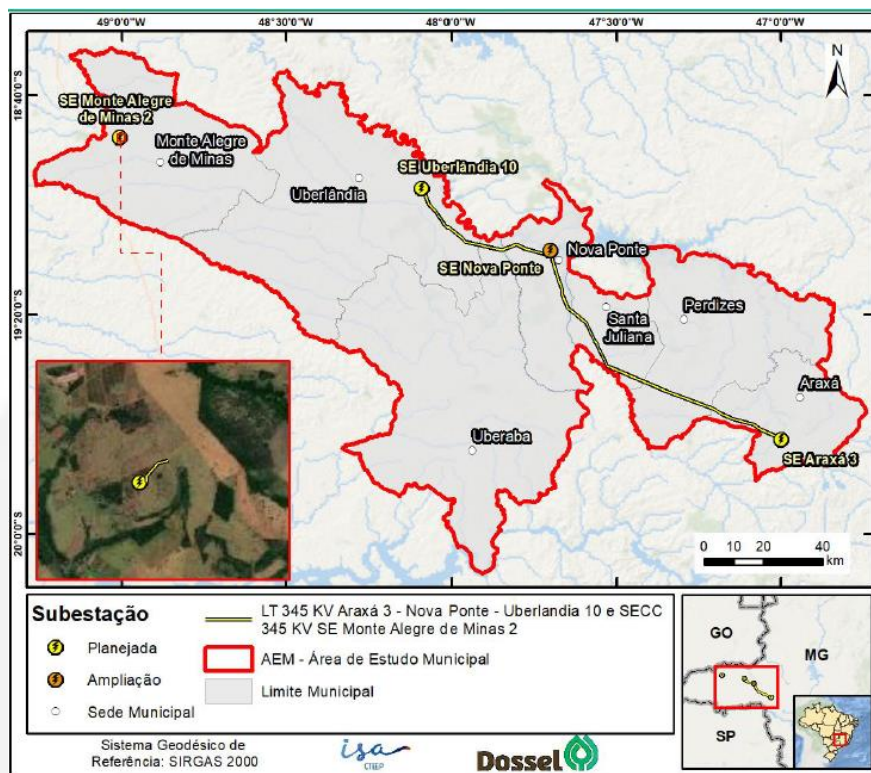 49°0'0"W
48°30'0"W
48°0'0"W
47°30'0"W
47°0'0"W
N
18°40'0"S
19°20'0"S
20°0'0"S
SE Monte Alegre
de Minas 2
Monte Alegre
de Minas
Uberlândia
SE Uberlândia 10
SE Nova Ponte
Nova Ponte
Santa
Juliana
Perdizes
Araxá
SE Araxá 3
Uberaba
0 10 20 40
km
Subestação
Planejada
Ampliação
Sede Municipal
LT 345 KV Araxá 3 - Nova Ponte - Uberlandia 10 e SECC
345 KV SE Monte Alegre de Minas 2
AEM - Área de Estudo Municipal
Limite Municipal
GO
MG
SP
Sistema Geodésico de
Referência: SIRGAS 2000
isa
CTEEP
Dossel